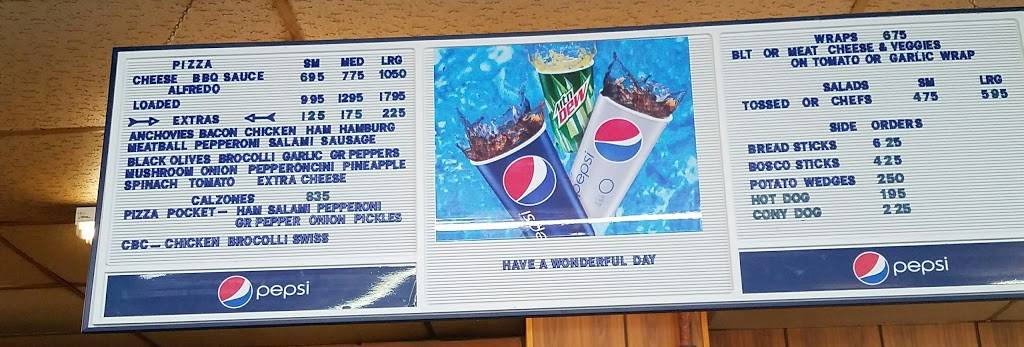 PIZZA SM MED LRG
CHEESE BBQ SAUCE 695 775 1050
ALFREDO
LOADED 995 1295 1795
EXTRAS 125 175 225
ANCHOVIES BACON CHICKEN HAM HAMBURG
MEATBALL PEPPERONI SALAMI SAUSAGE
BLACK OLIVES BROCOLLI GARLIC GR PEPPERS
MUSHROOM ONION PEPPERONCINI PINEAPPLE
SPINACH TOMATO EXTRA CHEESE
CALZONES 835
PIZZA POCKET — HAM SALAMI PEPPERONI
GR PEPPER ONION PICKLES
CBC — CHICKEN BROCOLLI SWISS
pepsi
Mtn
DEW
pepsi
pepsi
HAVE A WONDERFUL DAY
WRAPS 675
BLT OR MEAT CHEESE & VEGGIES
ON TOMATO OR GARLIC WRAP
SALADS SM LRG
TOSSED OR CHEFS 475 595
SIDE ORDERS
BREAD STICKS 6 25
BOSCO STICKS 425
POTATO WEDGES 250
HOT DOG 195
CONY DOG 2 25
pepsi